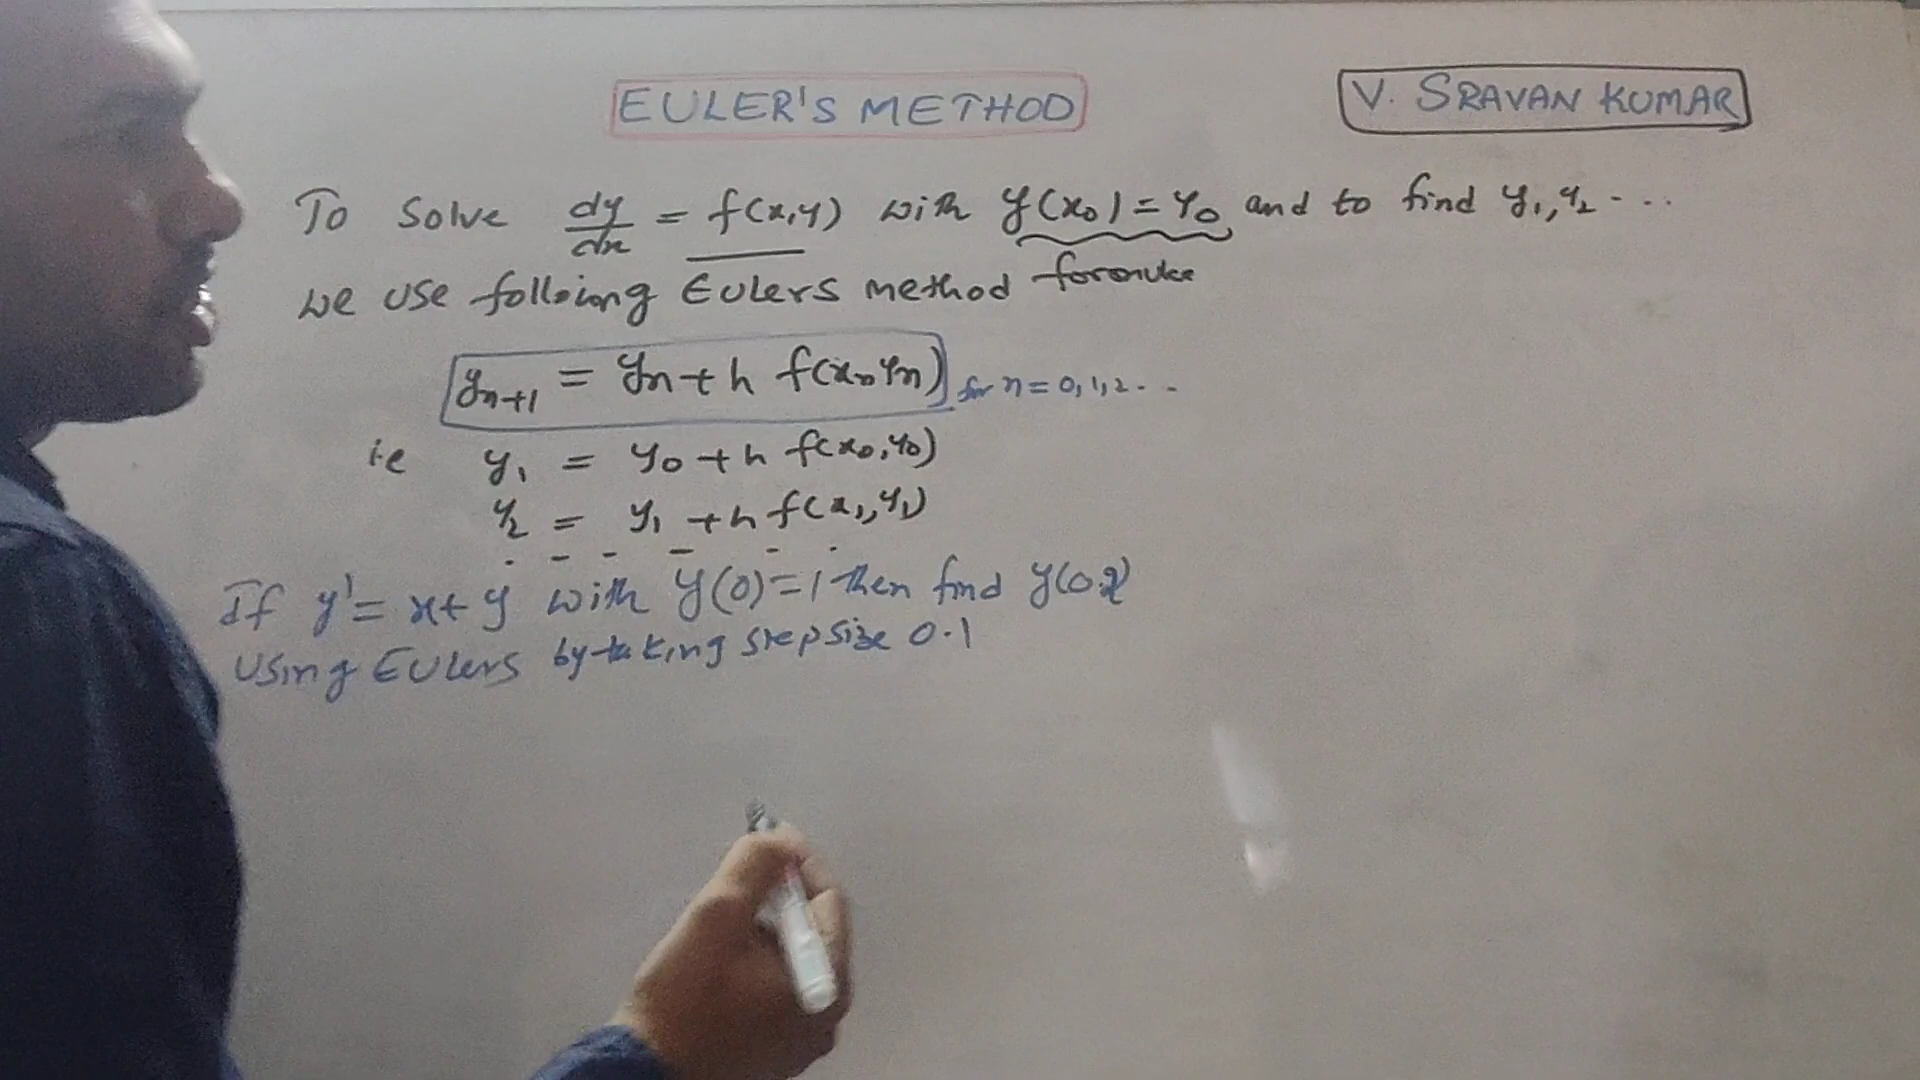 EULER'S METHOD
V. SRAVAN KUMAR
To Solve dy/dx = f(x,y) with y(x₀) = y₀ and to find y₁, y₂ - ...
we use folloing Eulers method formula
yₙ₊₁ = yₙ + h f(xₙ, yₙ) for n = 0, 1, 2 - -
ie y₁ = y₀ + h f(x₀, y₀)
y₂ = y₁ + h f(x₁, y₁)
- - - - - -
If y' = x + y with y(0) = 1 then find y(0.2)
Using EUlers by taking step size 0.1